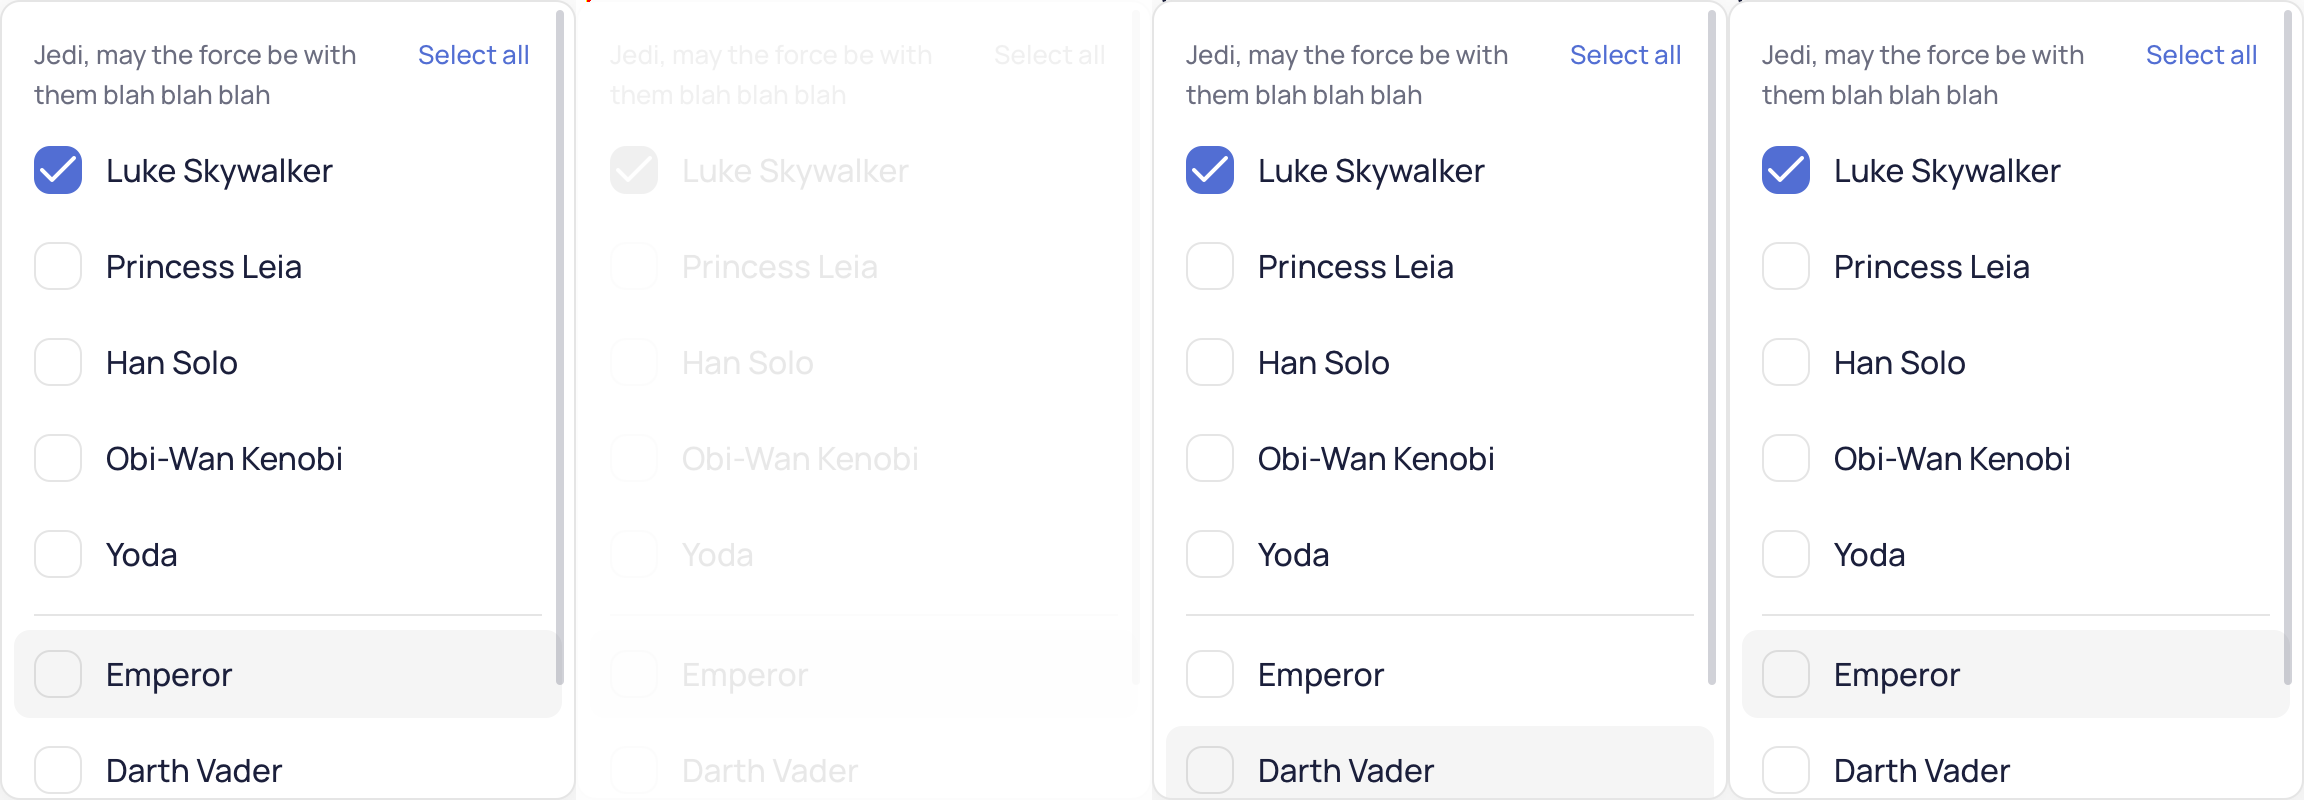 Jedi, may the force be with Select all
them blah blah blah
Luke Skywalker
Princess Leia
Han Solo
Obi-Wan Kenobi
Yoda
Emperor
Darth Vader
Jedi, may the force be with Select all
them blah blah blah
Luke Skywalker
Princess Leia
Han Solo
Obi-Wan Kenobi
Yoda
Emperor
Darth Vader
Jedi, may the force be with Select all
them blah blah blah
Luke Skywalker
Princess Leia
Han Solo
Obi-Wan Kenobi
Yoda
Emperor
Darth Vader
Jedi, may the force be with Select all
them blah blah blah
Luke Skywalker
Princess Leia
Han Solo
Obi-Wan Kenobi
Yoda
Emperor
Darth Vader